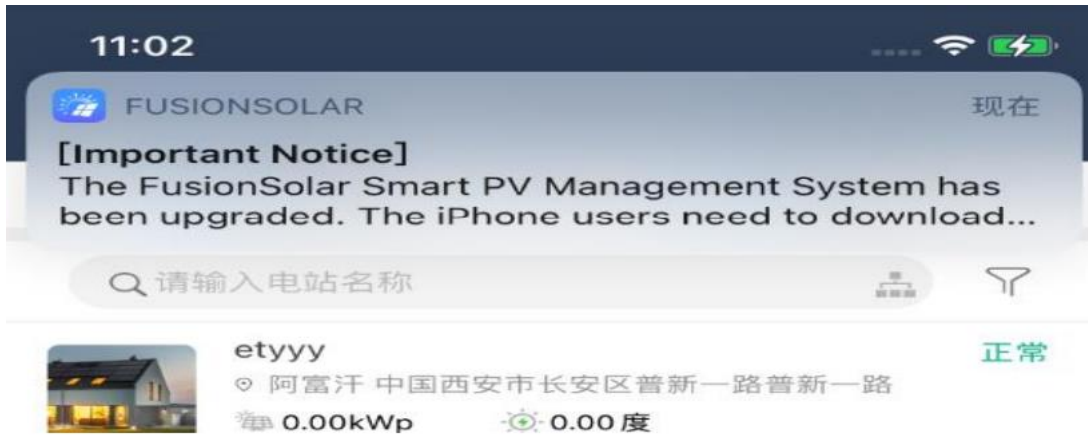 11:02
FUSIONSOLAR 现在
[Important Notice]
The FusionSolar Smart PV Management System has
been upgraded. The iPhone users need to download...
请输入电站名称
etyyy 正常
阿富汗 中国西安市长安区普新一路普新一路
0.00kWp 0.00度